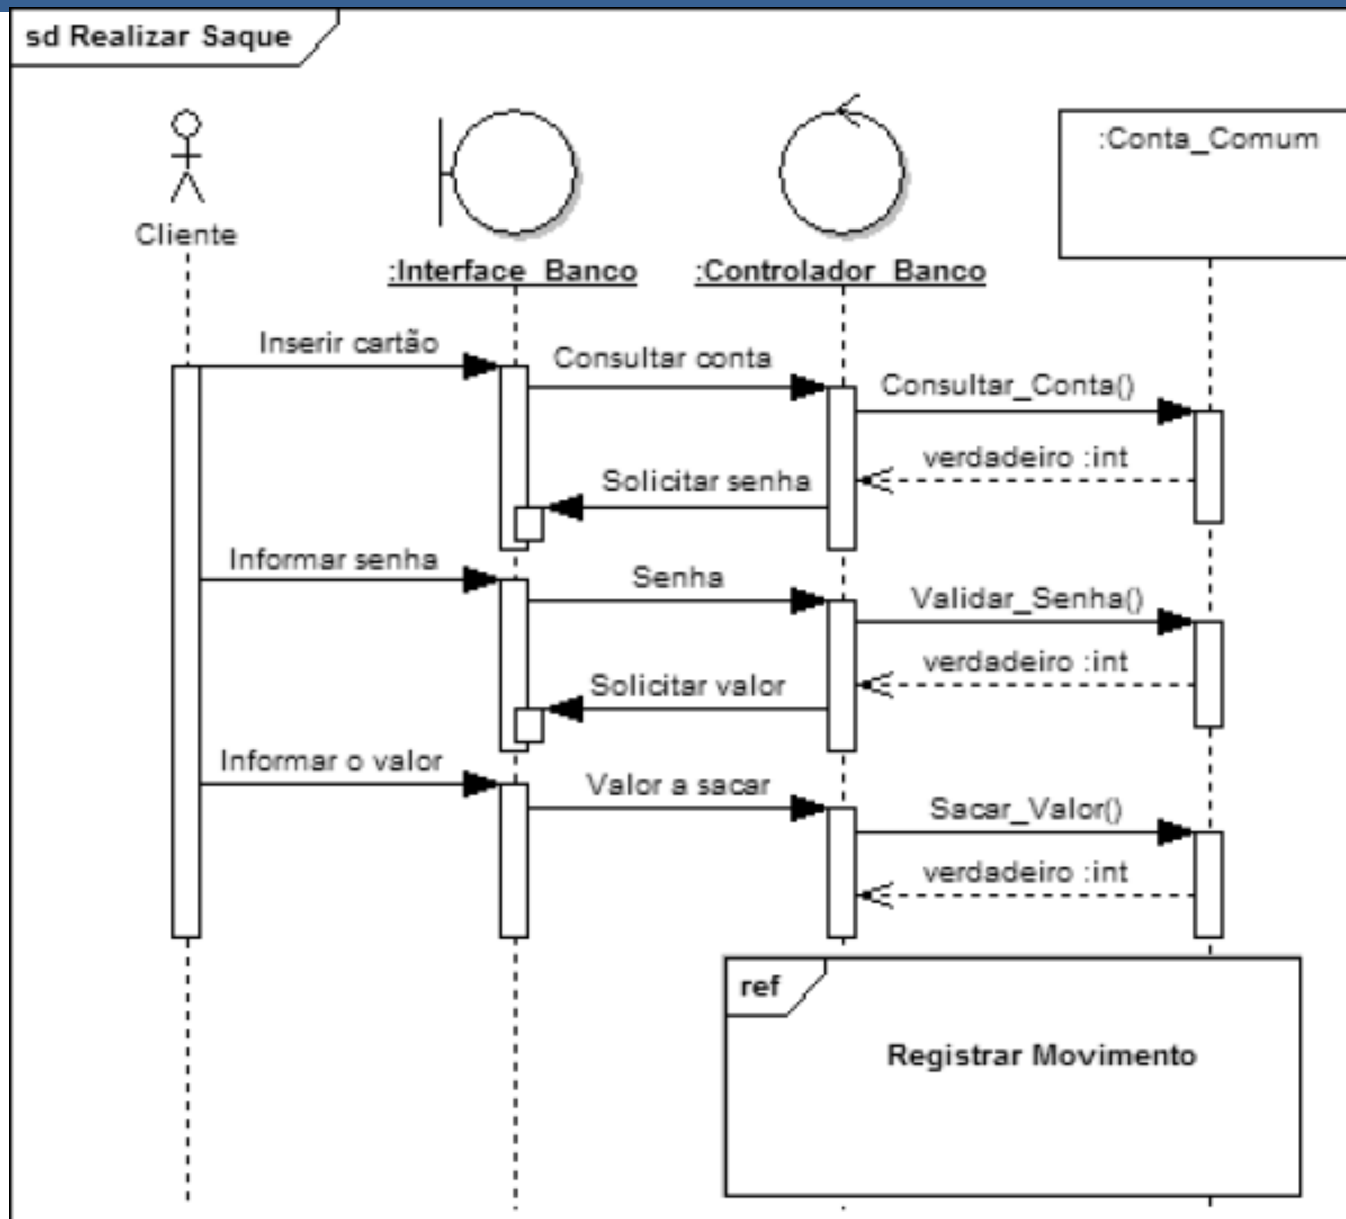 sd Realizar Saque
:Conta_Comum
Cliente
:Interface_Banco
:Controlador_Banco
Inserir cartão
Consultar conta
Consultar_Conta()
verdadeiro :int
Solicitar senha
Informar senha
Senha
Validar_Senha()
verdadeiro :int
Solicitar valor
Informar o valor
Valor a sacar
Sacar_Valor()
verdadeiro :int
ref
Registrar Movimento